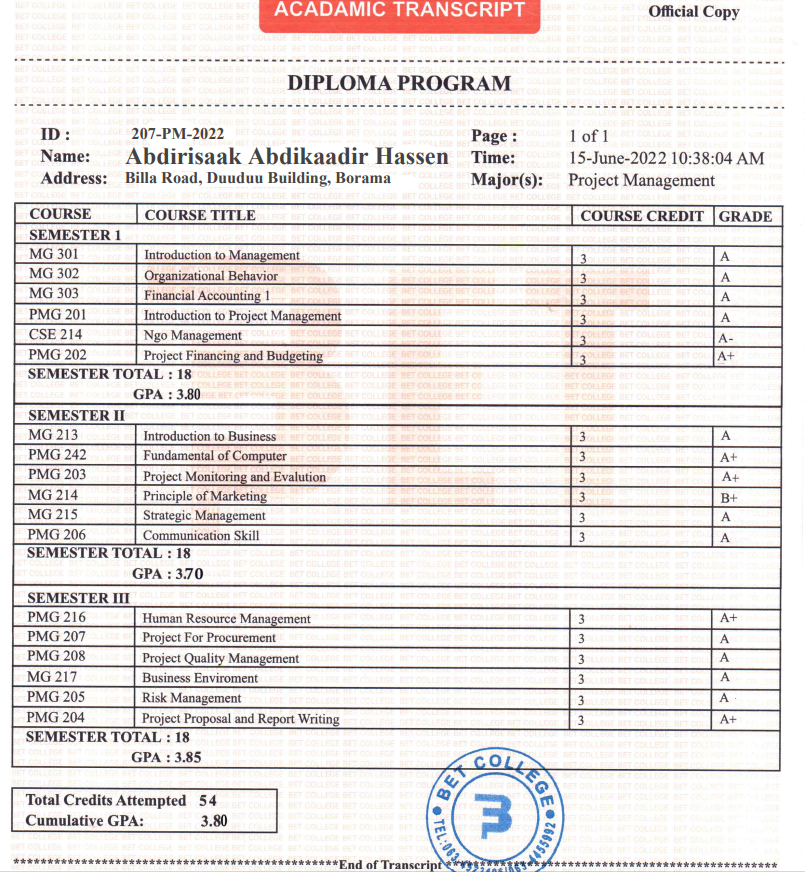 ACADAMIC TRANSCRIPT
Official Copy
DIPLOMA PROGRAM
ID : 207-PM-2022 Page : 1 of 1
Name: Abdirisaak Abdikaadir Hassen Time: 15-June-2022 10:38:04 AM
Address: Billa Road, Duuduu Building, Borama Major(s): Project Management
COURSE COURSE TITLE COURSE CREDIT GRADE
SEMESTER 1
MG 301 Introduction to Management 3 A
MG 302 Organizational Behavior 3 A
MG 303 Financial Accounting 1 3 A
PMG 201 Introduction to Project Management 3 A
CSE 214 Ngo Management 3 A-
PMG 202 Project Financing and Budgeting 3 A+
SEMESTER TOTAL : 18
GPA : 3.80
SEMESTER II
MG 213 Introduction to Business 3 A
PMG 242 Fundamental of Computer 3 A+
PMG 203 Project Monitoring and Evalution 3 A+
MG 214 Principle of Marketing 3 B+
MG 215 Strategic Management 3 A
PMG 206 Communication Skill 3 A
SEMESTER TOTAL : 18
GPA : 3.70
SEMESTER III
PMG 216 Human Resource Management 3 A+
PMG 207 Project For Procurement 3 A
PMG 208 Project Quality Management 3 A
MG 217 Business Enviroment 3 A
PMG 205 Risk Management 3 A
PMG 204 Project Proposal and Report Writing 3 A+
SEMESTER TOTAL : 18
GPA : 3.85
Total Credits Attempted 54
Cumulative GPA: 3.80
BET COLLEGE
End of Transcript